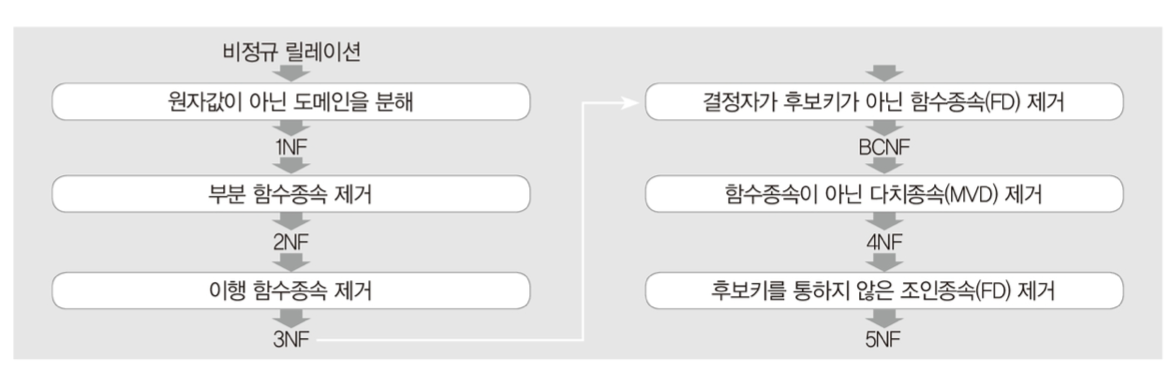 비정규 릴레이션
원자값이 아닌 도메인을 분해
1NF
부분 함수종속 제거
2NF
이행 함수종속 제거
3NF
결정자가 후보키가 아닌 함수종속(FD) 제거
BCNF
함수종속이 아닌 다치종속(MVD) 제거
4NF
후보키를 통하지 않은 조인종속(FD) 제거
5NF